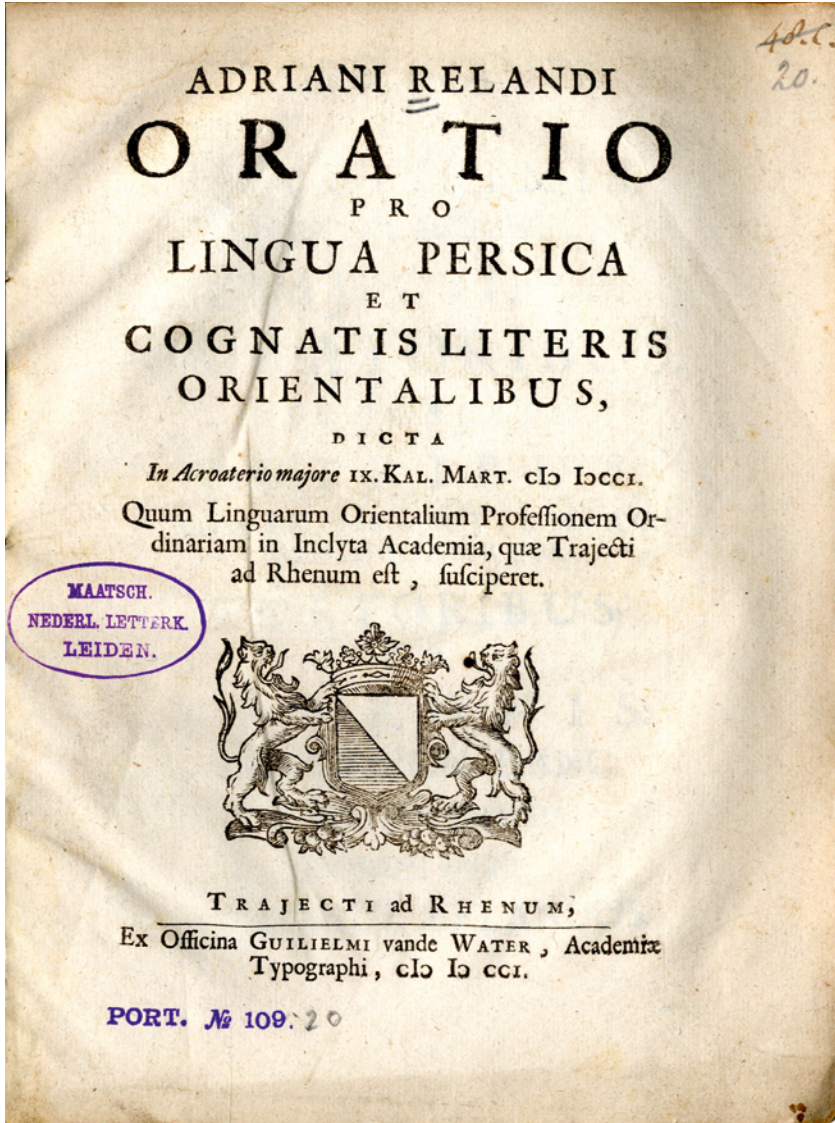 48.C.
20.
ADRIANI RELANDI
ORATIO
PRO
LINGUA PERSICA
ET
COGNATIS LITERIS
ORIENTALIBUS,
DICTA
In Acroaterio majore IX. KAL. MART. cIↃ IↃCCI.
Quum Linguarum Orientalium Professionem Or-
dinariam in Inclyta Academia, quæ Trajecti
ad Rhenum est, susciperet.
MAATSCH.
NEDERL. LETTERK.
LEIDEN.
TRAJECTI ad RHENUM,
Ex Officina GUILIELMI vande WATER, Academiæ
Typographi, cIↃ IↃ CCI.
PORT. № 109. 20